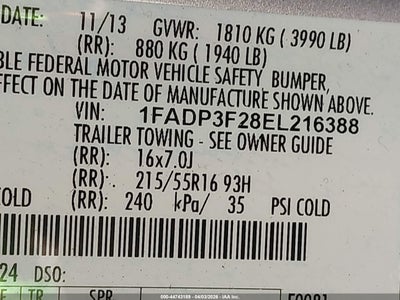 DATE: 11/13 GVWR: 1810 KG ( 3990 LB)
(RR): 880 KG ( 1940 LB)
BLE FEDERAL MOTOR VEHICLE SAFETY BUMPER,
EFFECT ON THE DATE OF MANUFACTURE SHOWN ABOVE.
VIN: 1FADP3F28EL216388
TRAILER TOWING - SEE OWNER GUIDE
(RR): 16x7.0J
(RR): 215/55R16 93H
COLD (RR): 240 kPa/ 35 PSI COLD
24 DSO:
TR SPR